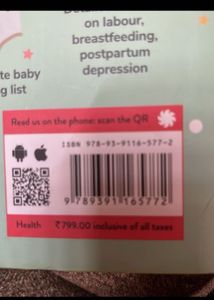 on labour,
breastfeeding,
postpartum
depression
te baby
g list
Read us on the phone: scan the QR
ISBN 978-93-9116-577-2
9 789391 165772
Health ₹799.00 inclusive of all taxes